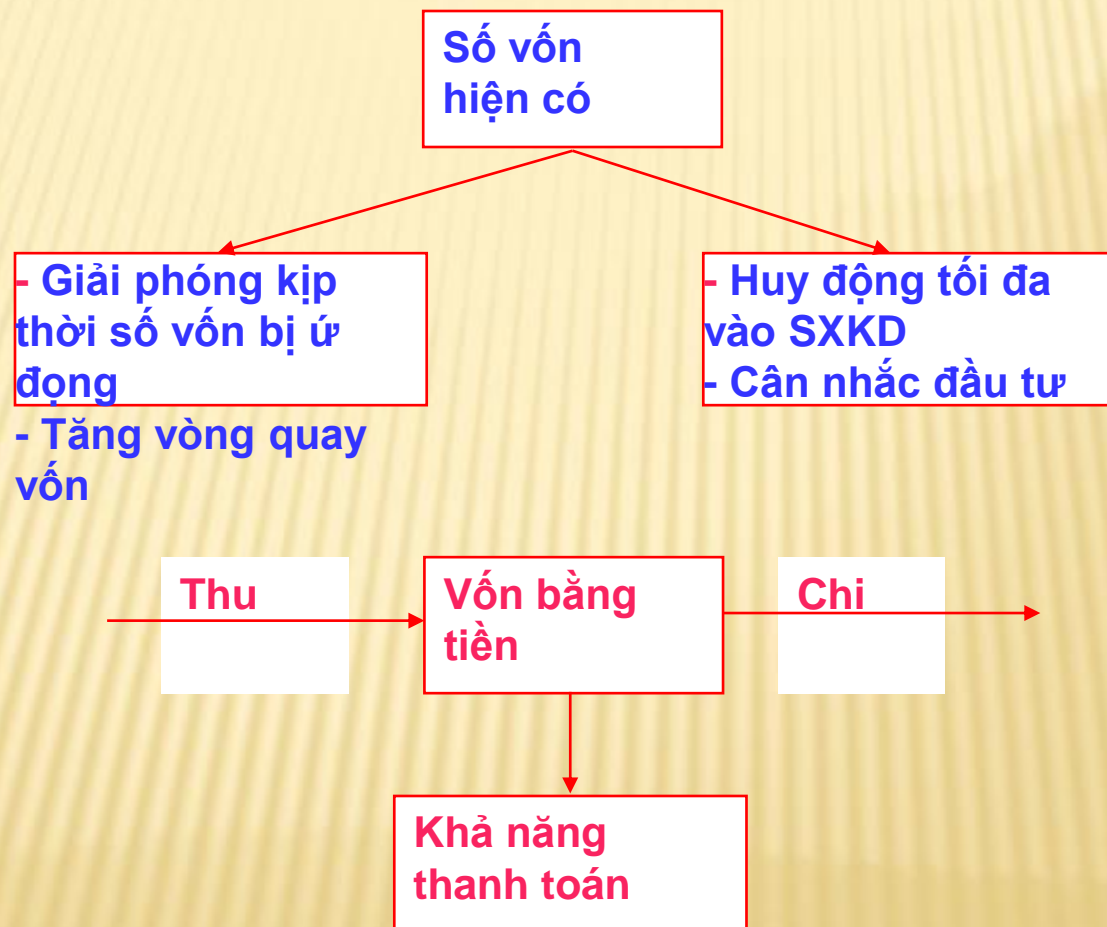 Số vốn
hiện có
- Giải phóng kịp
thời số vốn bị ứ
đọng
- Tăng vòng quay
vốn
- Huy động tối đa
vào SXKD
- Cân nhắc đầu tư
Thu
Vốn bằng
tiền
Chi
Khả năng
thanh toán